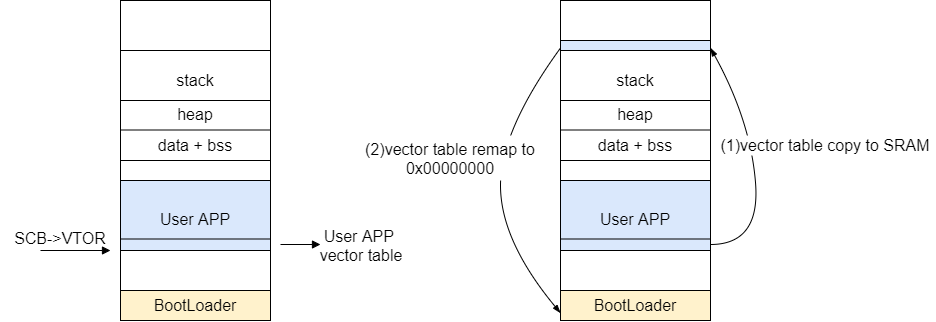 stack
heap
data + bss
User APP
SCB->VTOR
User APP
vector table
BootLoader
stack
heap
data + bss
(1)vector table copy to SRAM
(2)vector table remap to
0x00000000
User APP
BootLoader